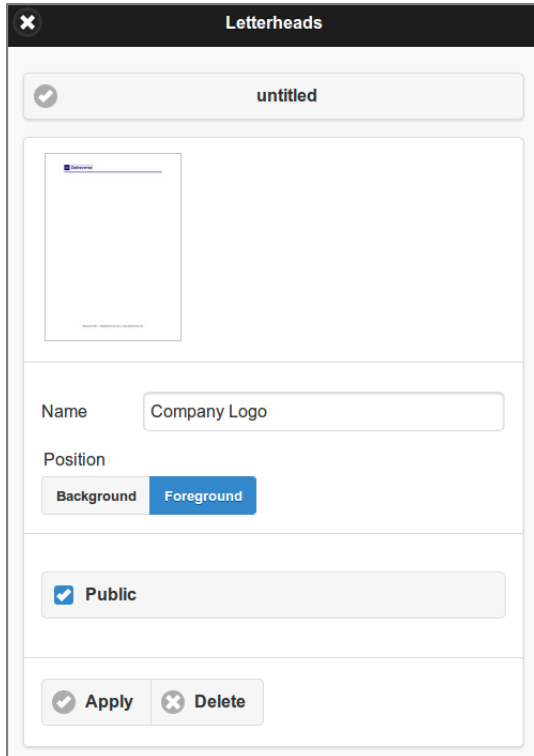 Letterheads
untitled
Name
Company Logo
Position
Background
Foreground
Public
Apply
Delete